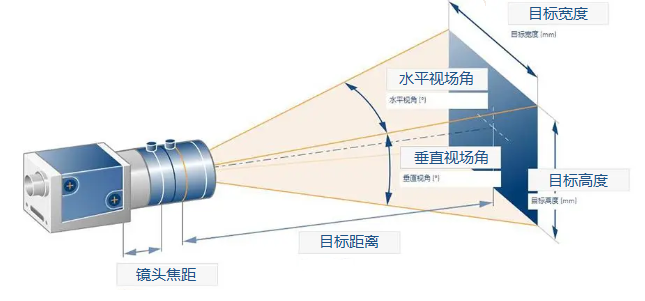 目标宽度
目标宽度 [mm]
水平视场角
水平视角 [°]
垂直视场角
垂直视角 [°]
目标高度
目标高度 [mm]
目标距离
镜头焦距